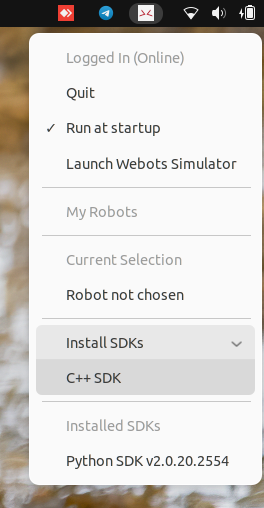 Logged In (Online)
Quit
✓ Run at startup
Launch Webots Simulator
My Robots
Current Selection
Robot not chosen
Install SDKs
C++ SDK
Installed SDKs
Python SDK v2.0.20.2554